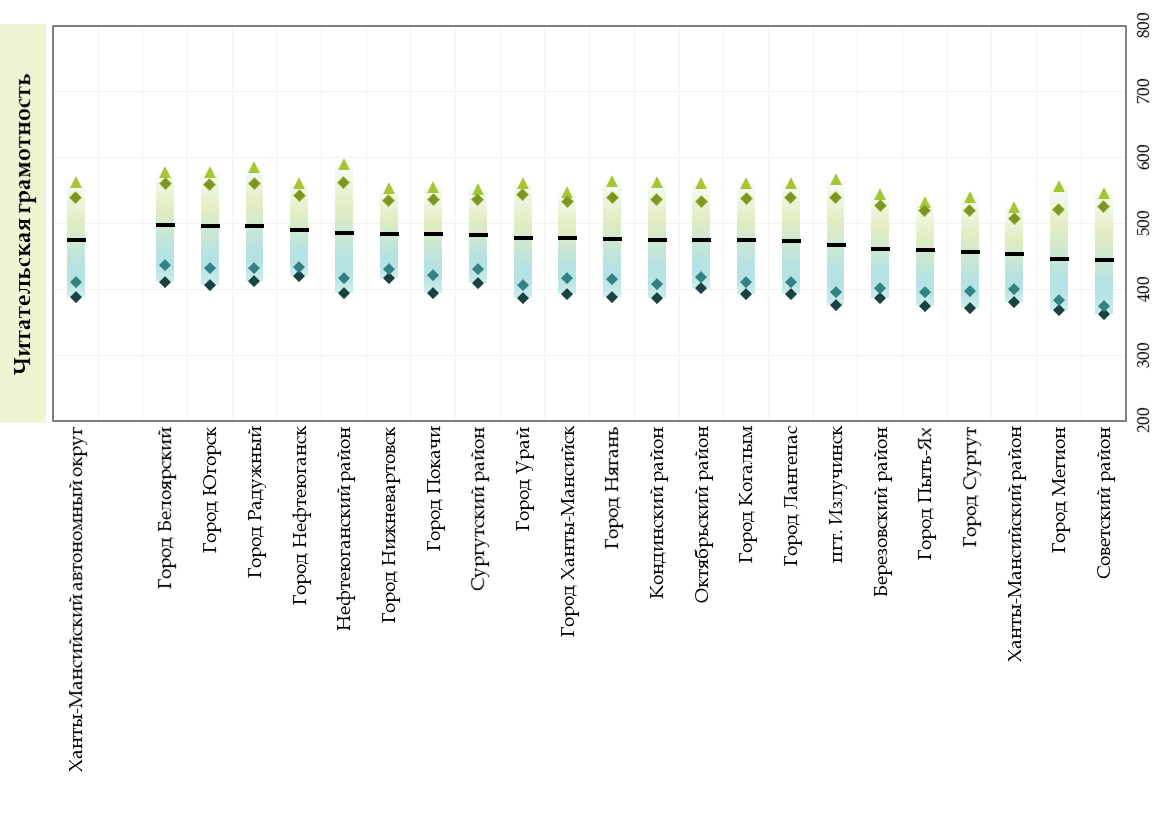 Читательская грамотность
800
700
600
500
400
300
200
Ханты-Мансийский автономный округ
Город Белоярский
Город Югорск
Город Радужный
Город Нефтеюганск
Нефтеюганский район
Город Нижневартовск
Город Покачи
Сургутский район
Город Урай
Город Ханты-Мансийск
Город Нягань
Кондинский район
Октябрьский район
Город Когалым
Город Лангепас
пгт. Излучинск
Березовский район
Город Пыть-Ях
Город Сургут
Ханты-Мансийский район
Город Мегион
Советский район